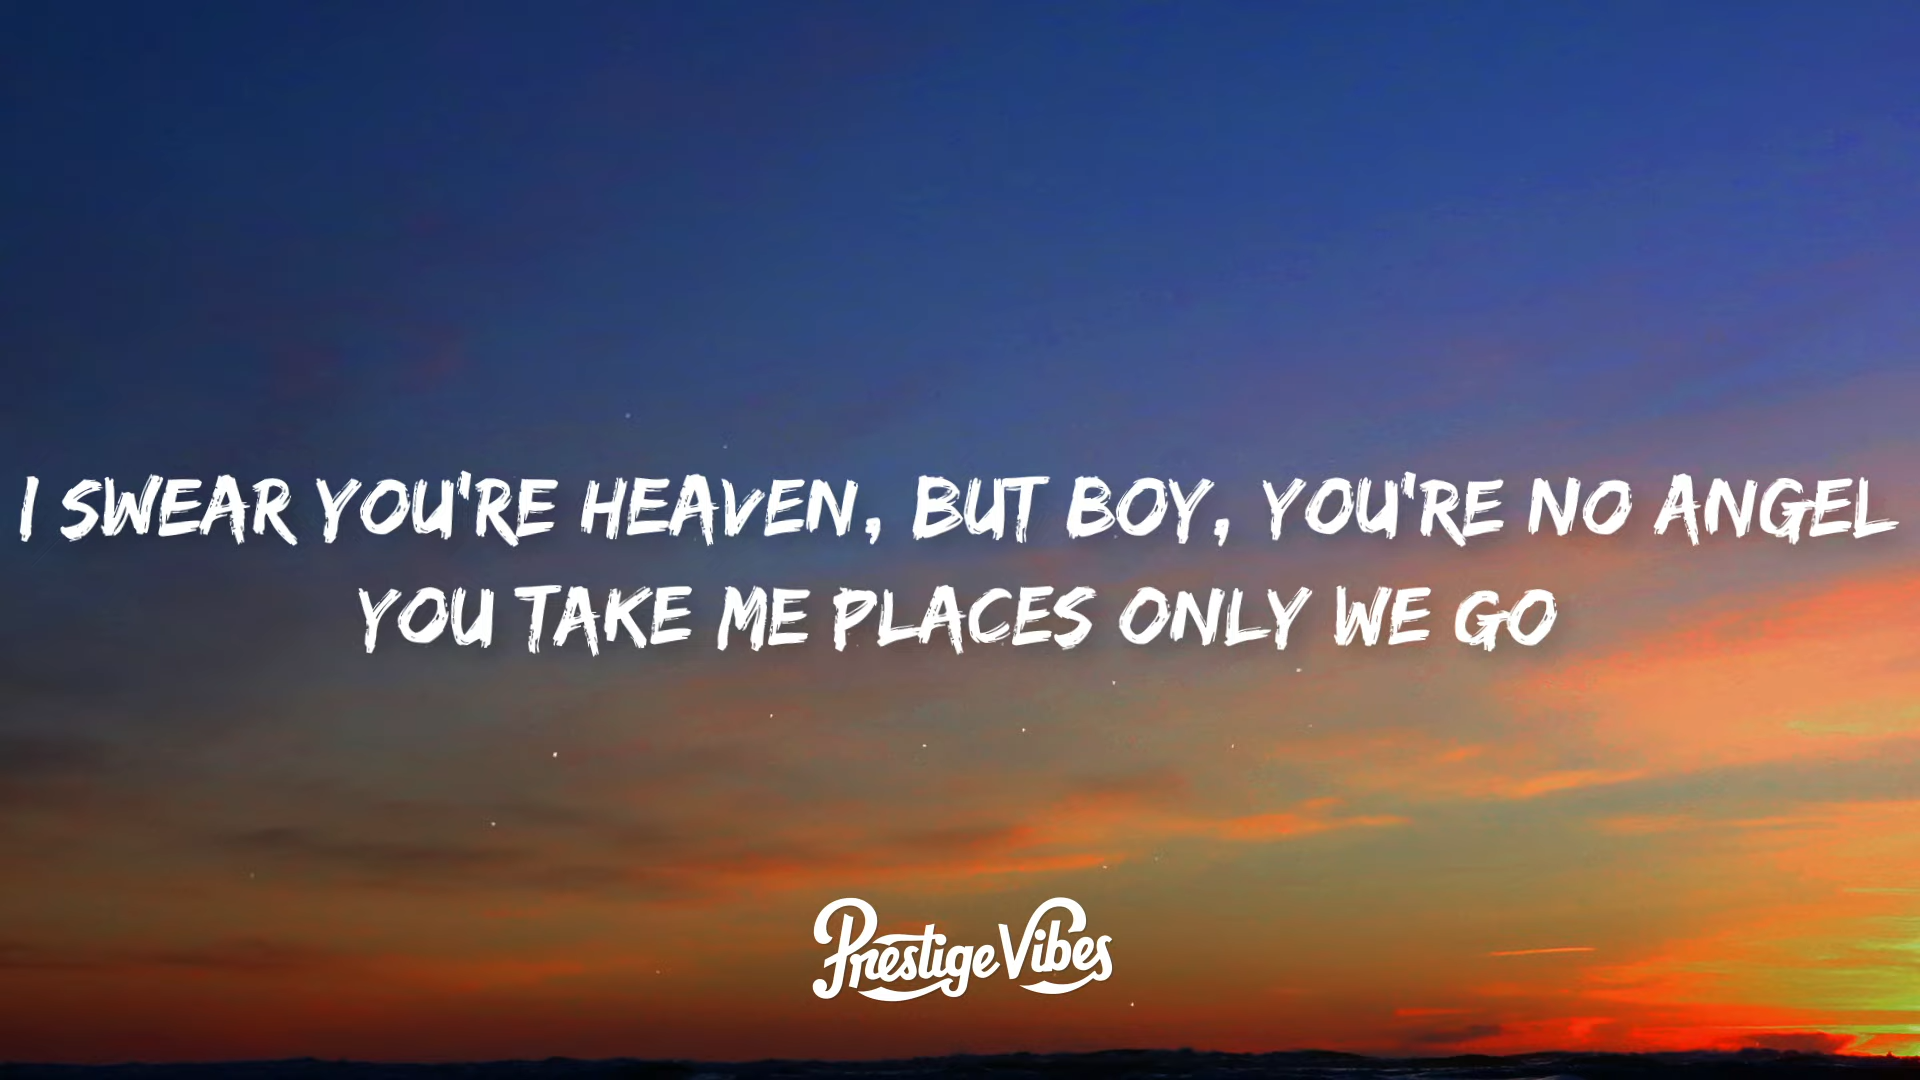 I SWEAR YOU'RE HEAVEN, BUT BOY, YOU'RE NO ANGEL
YOU TAKE ME PLACES ONLY WE GO
Prestige Vibes